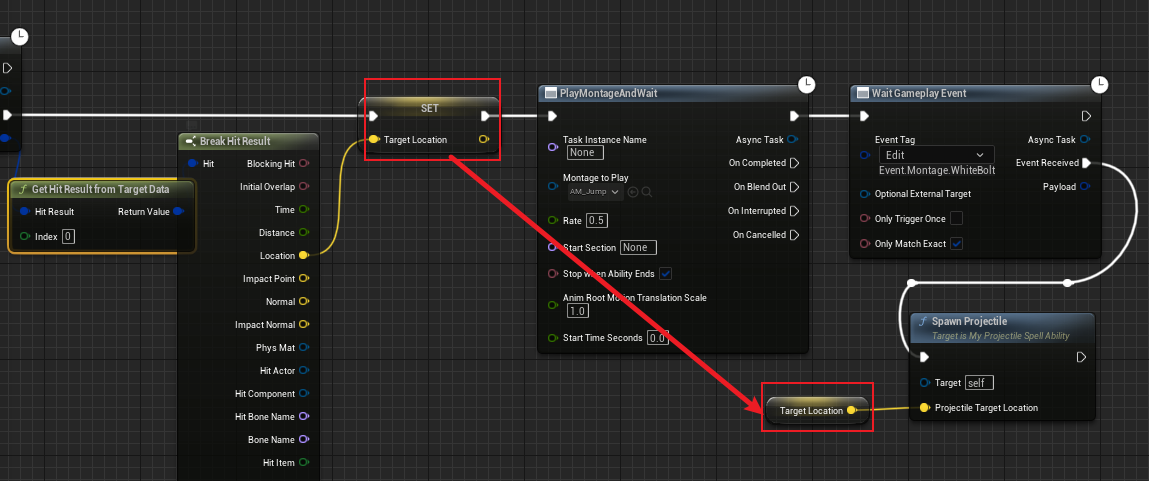 Get Hit Result from Target Data
Hit Result
Return Value
Index
0
Break Hit Result
Hit
Blocking Hit
Initial Overlap
Time
Distance
Location
Impact Point
Normal
Impact Normal
Phys Mat
Hit Actor
Hit Component
Hit Bone Name
Bone Name
Hit Item
SET
Target Location
PlayMontageAndWait
Task Instance Name
None
Async Task
On Completed
Montage to Play
AM_Jump
On Blend Out
Rate
0.5
On Interrupted
On Cancelled
Start Section
None
Stop when Ability Ends
Anim Root Motion Translation Scale
1.0
Start Time Seconds
0.0
Wait Gameplay Event
Event Tag
Edit
Event.Montage.WhiteBolt
Async Task
Event Received
Payload
Optional External Target
Only Trigger Once
Only Match Exact
Target Location
Spawn Projectile
Target is My Projectile Spell Ability
Target
self
Projectile Target Location